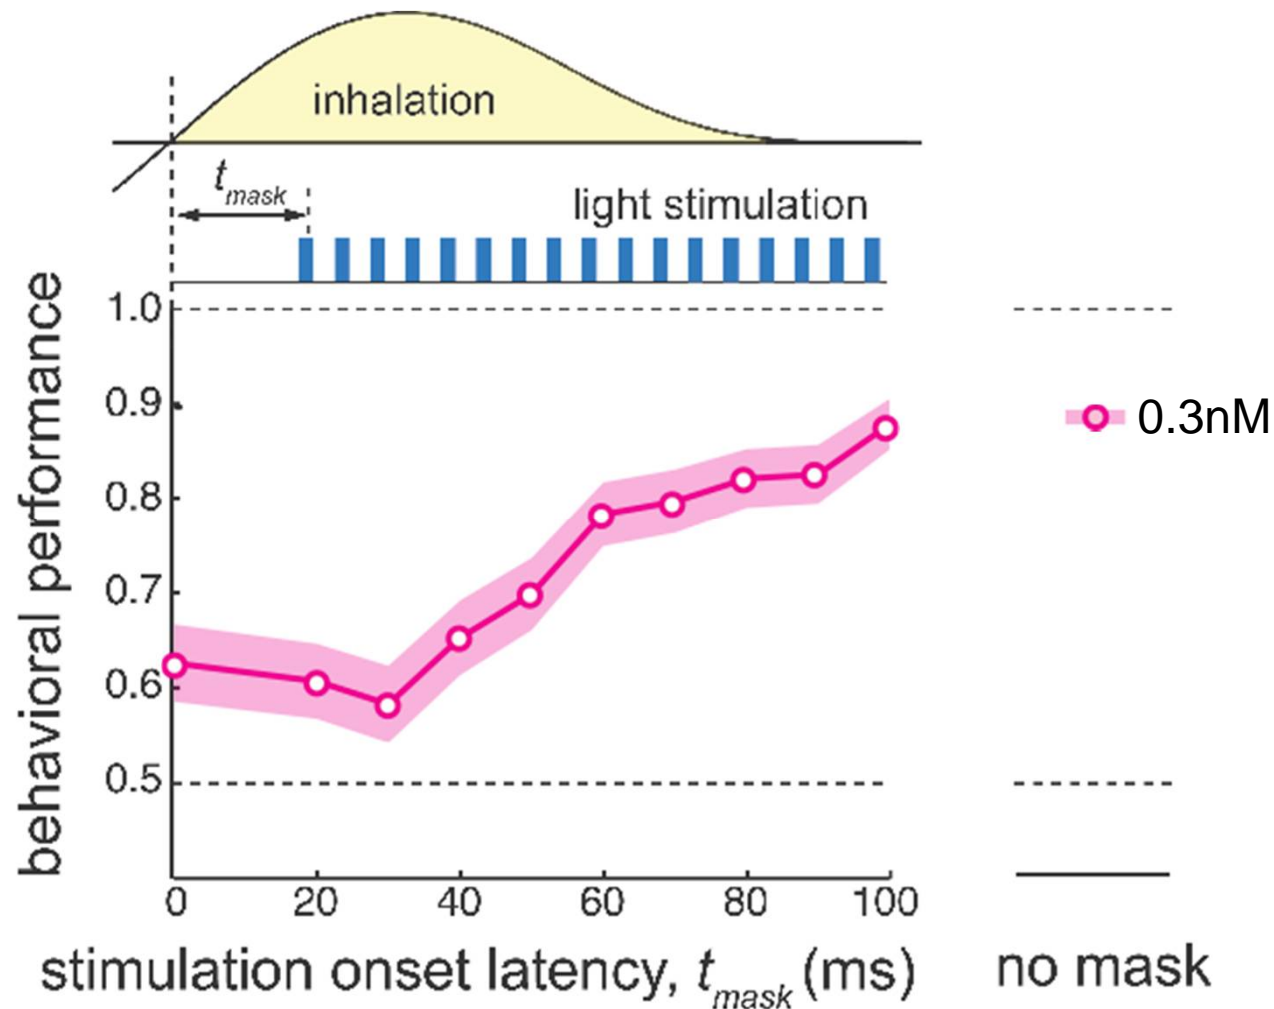 inhalation
t mask
light stimulation
behavioral performance
1.0
0.9
0.8
0.7
0.6
0.5
0.3nM
0 20 40 60 80 100
stimulation onset latency, t mask (ms)
no mask